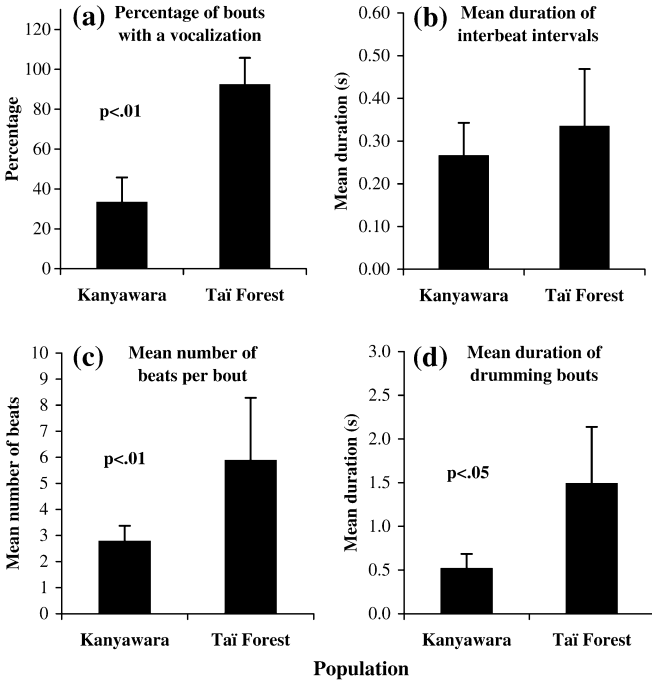 (a) Percentage of bouts
with a vocalization
Percentage
120
100
80
60
40
20
0
p<.01
Kanyawara Taï Forest
(b) Mean duration of
interbeat intervals
Mean duration (s)
0.60
0.50
0.40
0.30
0.20
0.10
0.00
Kanyawara Taï Forest
(c) Mean number of
beats per bout
Mean number of beats
10
9
8
7
6
5
4
3
2
1
0
p<.01
Kanyawara Taï Forest
(d) Mean duration of
drumming bouts
Mean duration (s)
3.0
2.5
2.0
1.5
1.0
0.5
0.0
p<.05
Kanyawara Taï Forest
Population